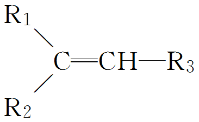 R₁
C=CH—R₃
R₂